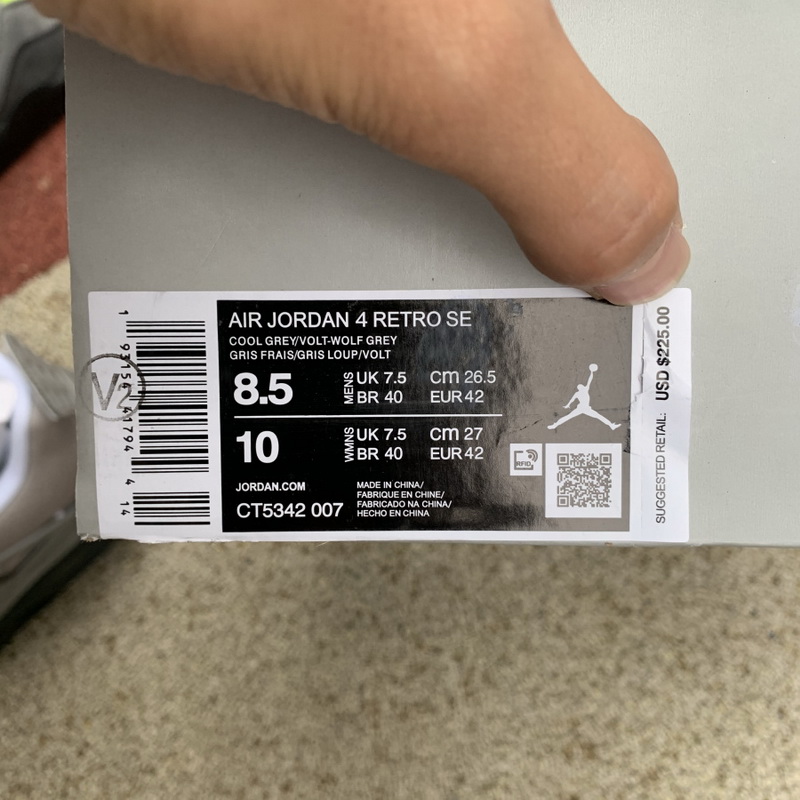 AIR JORDAN 4 RETRO SE
COOL GREY/VOLT-WOLF GREY
GRIS FRAIS/GRIS LOUP/VOLT
8.5 MENS UK 7.5 cm 26.5
BR 40 EUR 42
10 WMNS UK 7.5 cm 27
BR 40 EUR 42
JORDAN.COM
CT5342 007
MADE IN CHINA/
FABRIQUE EN CHINE/
FABRICADO NA CHINA/
HECHO EN CHINA
RFID
V2
SUGGESTED RETAIL: USD $225.00